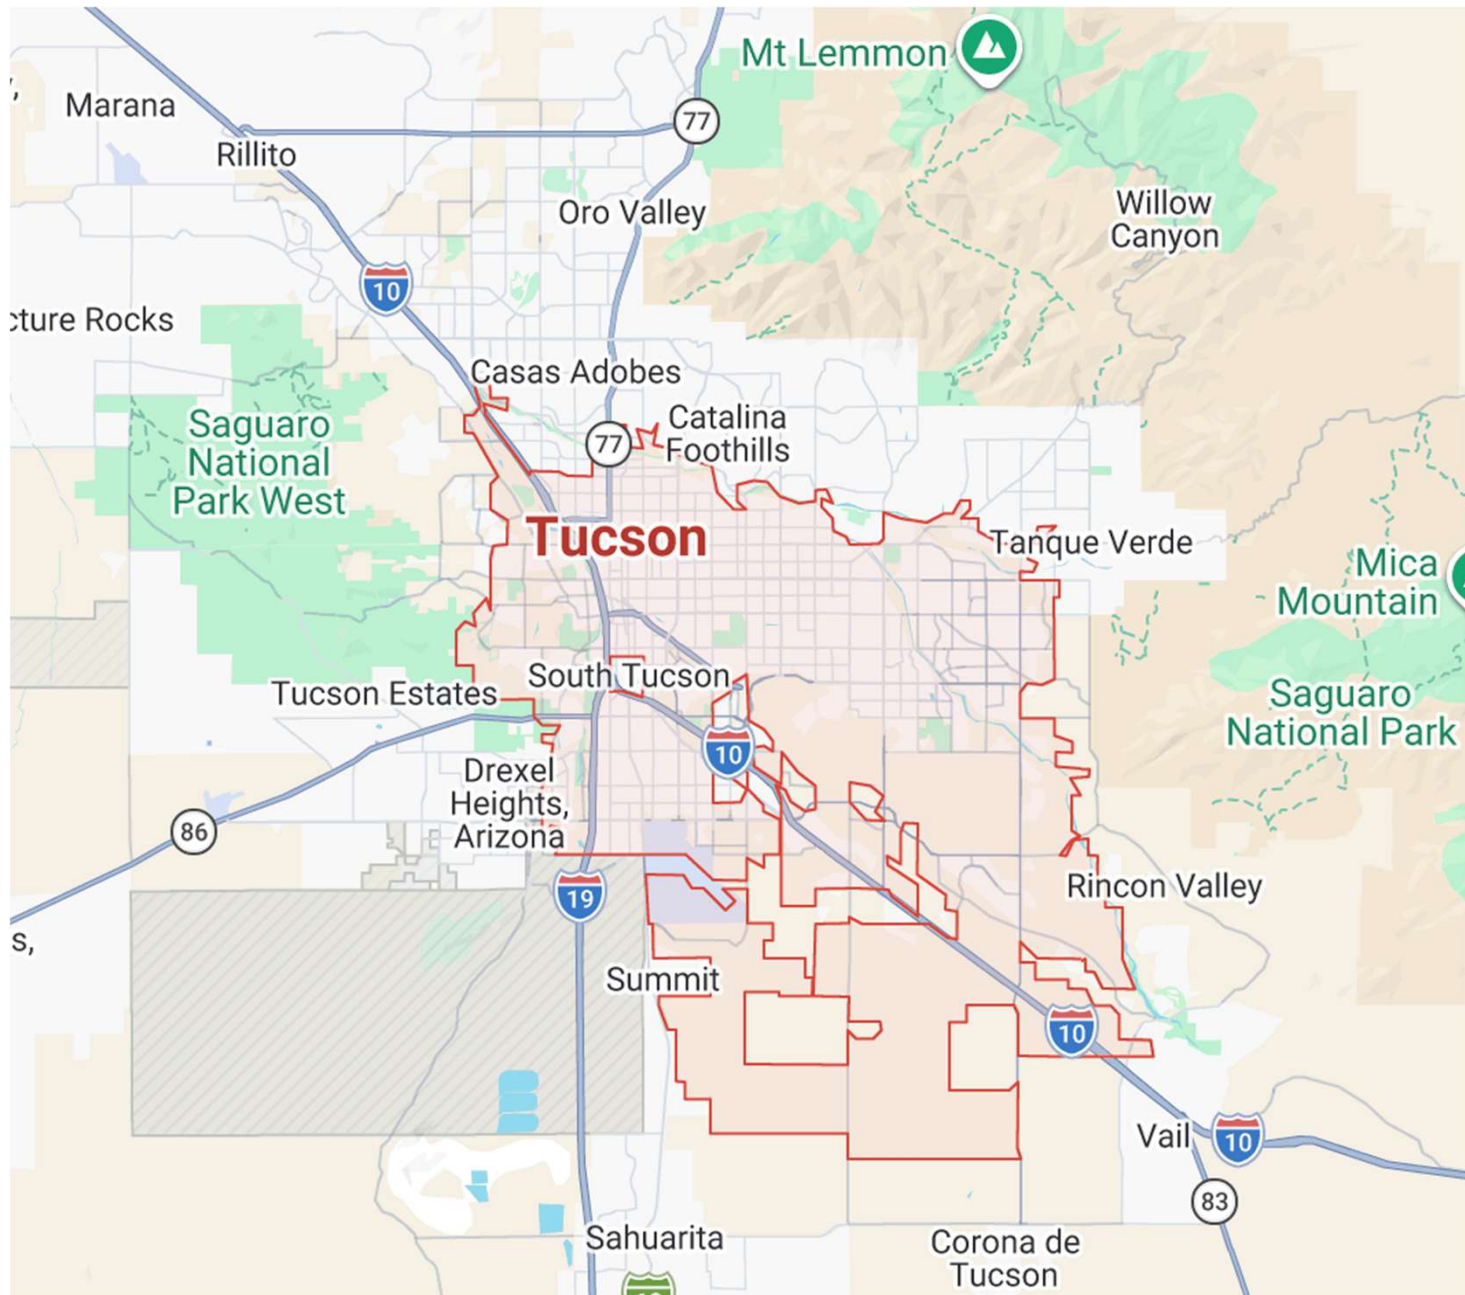 Mt Lemmon
Marana
77
Rillito
Willow
Canyon
Oro Valley
10
cture Rocks
Casas Adobes
Catalina
Foothills
77
Saguaro
National
Park West
Tucson
Tanque Verde
Mica
Mountain
South Tucson
Tucson Estates
Saguaro
National Park
10
Drexel
Heights,
Arizona
86
19
Rincon Valley
s,
Summit
10
Vail
10
83
Sahuarita
Corona de
Tucson